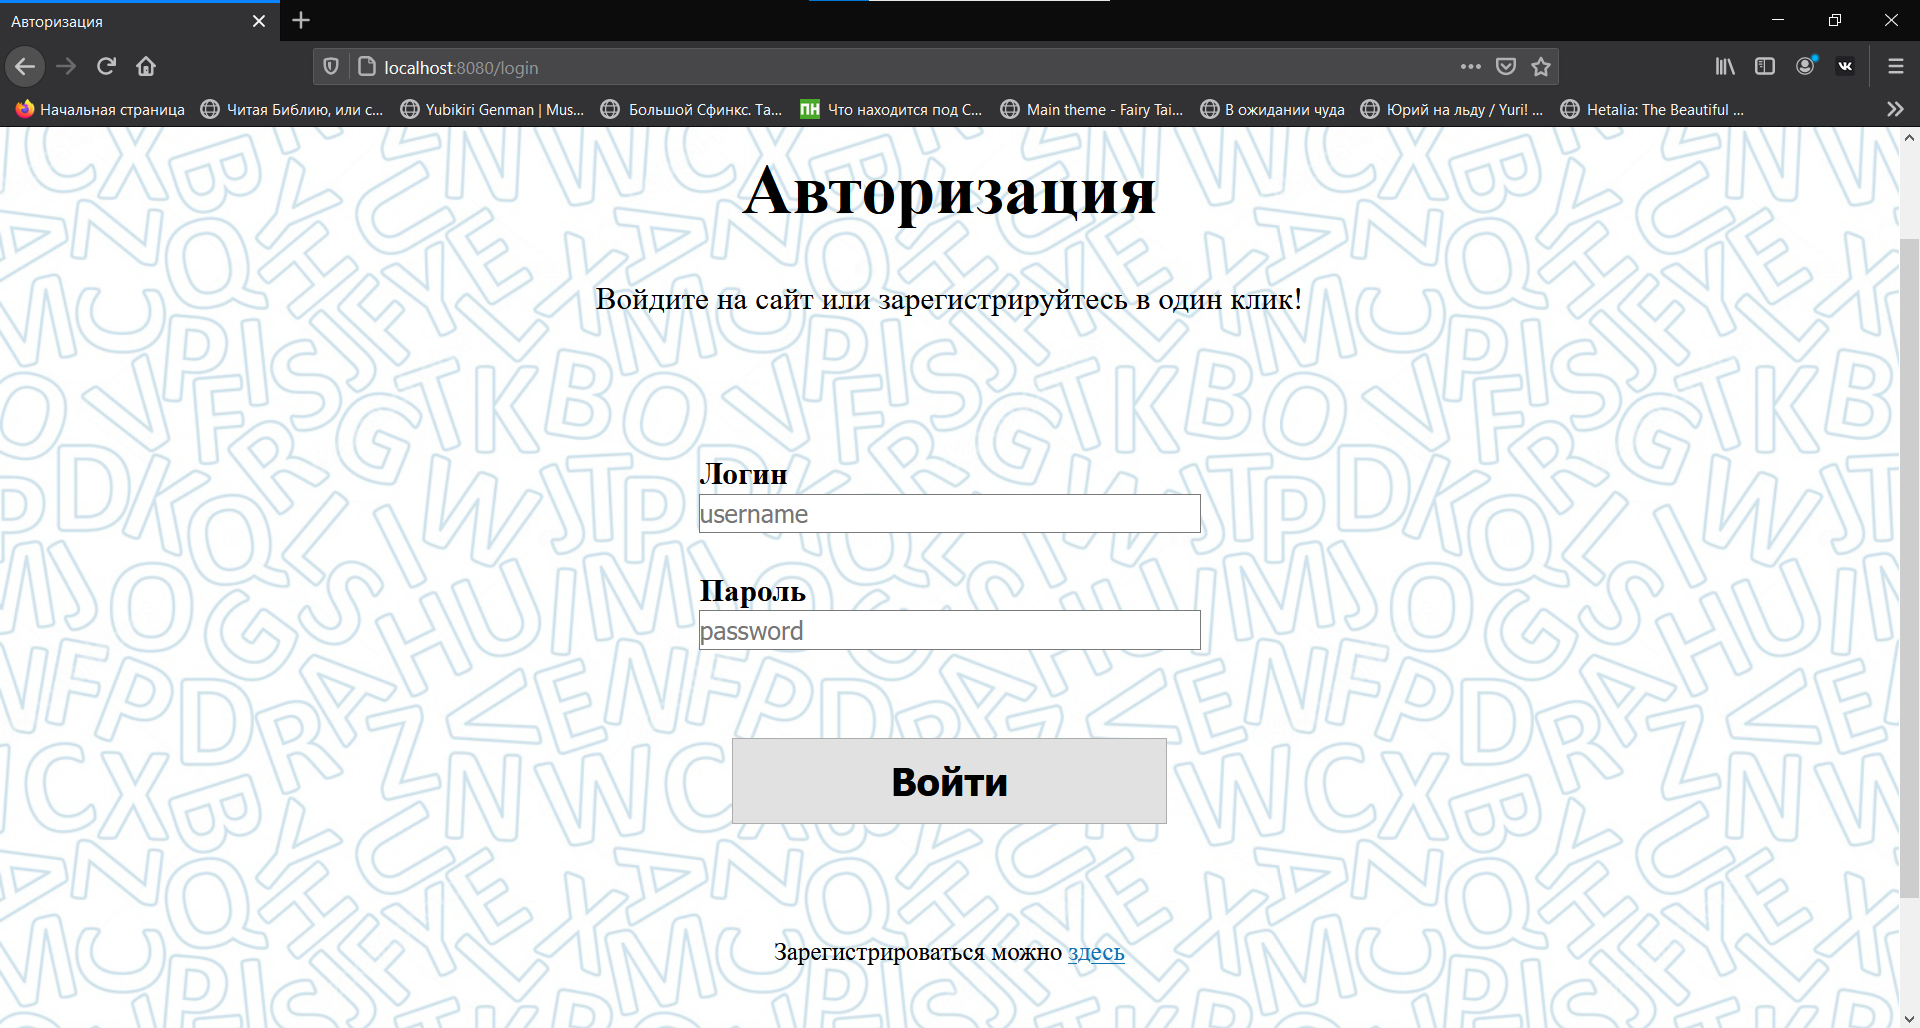 Авторизация
localhost:8080/login
Начальная страница
Читая Библию, или с...
Yubikiri Genman | Mus...
Большой Сфинкс. Та...
ПН Что находится под С...
Main theme - Fairy Tai...
В ожидании чуда
Юрий на льду / Yuri! ...
Hetalia: The Beautiful ...
Авторизация
Войдите на сайт или зарегистрируйтесь в один клик!
Логин
username
Пароль
password
Войти
Зарегистрироваться можно здесь